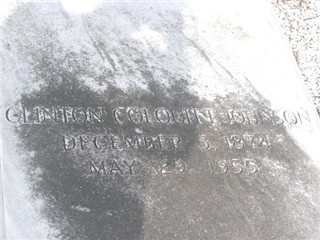 CLINTON COLQUITT JOHNSON
DECEMBER 5, 1874
MAY 29, 1955